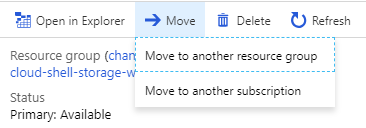 Open in Explorer Move Delete Refresh
Resource group (chan
Move to another resource group
cloud-shell-storage-w
Status
Move to another subscription
Primary: Available